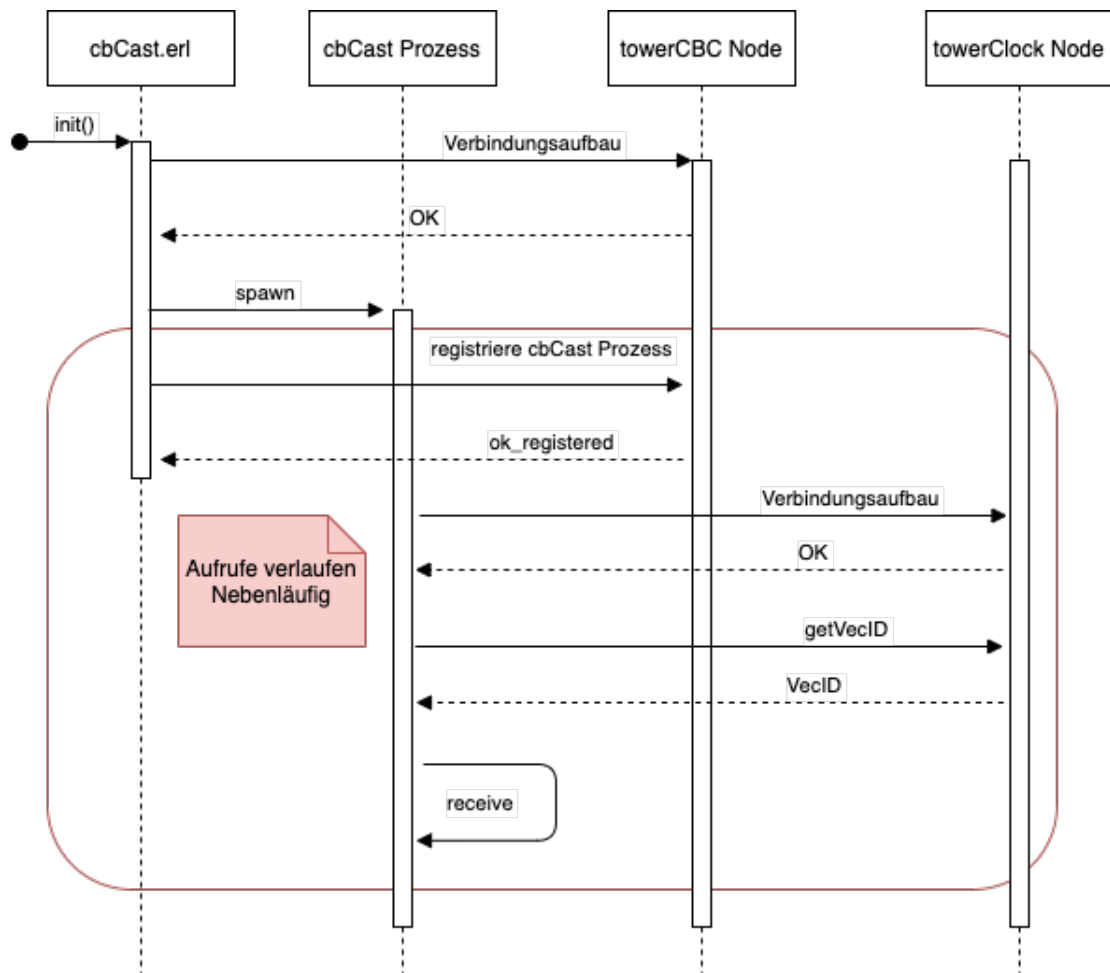 cbCast.erl
cbCast Prozess
towerCBC Node
towerClock Node
init()
Verbindungsaufbau
OK
spawn
registriere cbCast Prozess
ok_registered
Verbindungsaufbau
OK
Aufrufe verlaufen
Nebenläufig
getVecID
VecID
receive